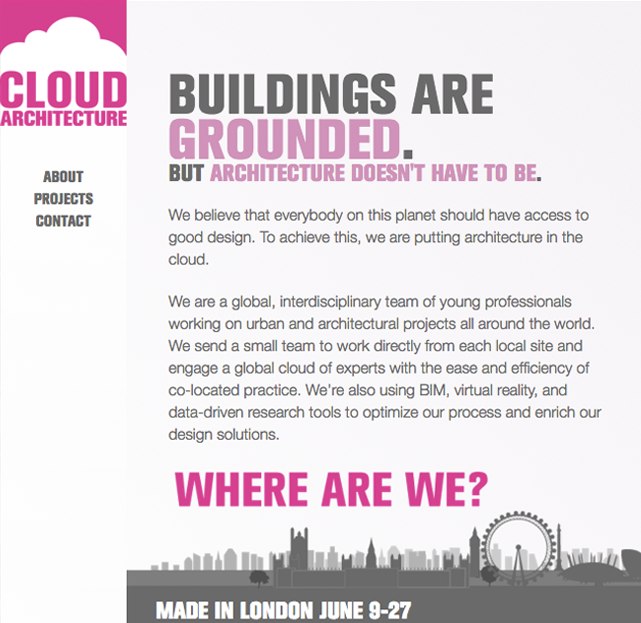 CLOUD
ARCHITECTURE
ABOUT
PROJECTS
CONTACT
BUILDINGS ARE
GROUNDED.
BUT ARCHITECTURE DOESN'T HAVE TO BE.
We believe that everybody on this planet should have access to
good design. To achieve this, we are putting architecture in the
cloud.
We are a global, interdisciplinary team of young professionals
working on urban and architectural projects all around the world.
We send a small team to work directly from each local site and
engage a global cloud of experts with the ease and efficiency of
co-located practice. We're also using BIM, virtual reality, and
data-driven research tools to optimize our process and enrich our
design solutions.
WHERE ARE WE?
MADE IN LONDON JUNE 9-27